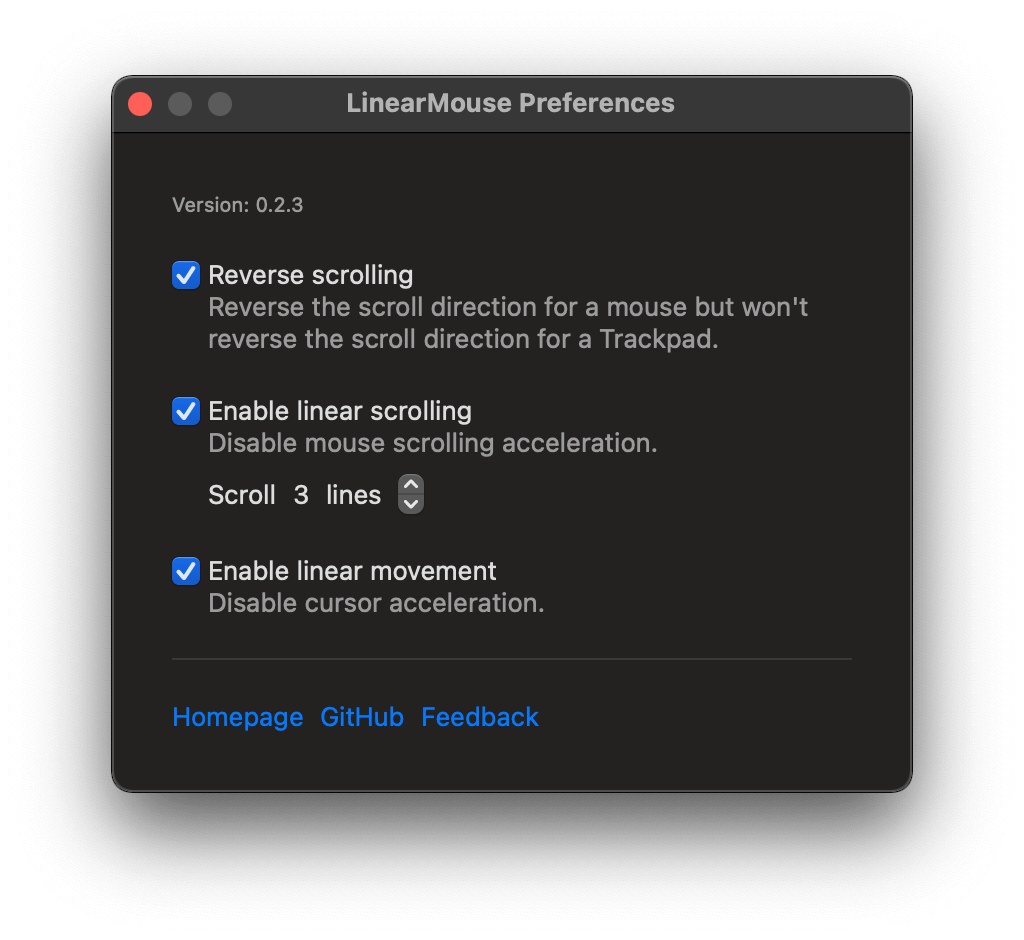 LinearMouse Preferences
Version: 0.2.3
Reverse scrolling
Reverse the scroll direction for a mouse but won't
reverse the scroll direction for a Trackpad.
Enable linear scrolling
Disable mouse scrolling acceleration.
Scroll 3 lines
Enable linear movement
Disable cursor acceleration.
Homepage GitHub Feedback